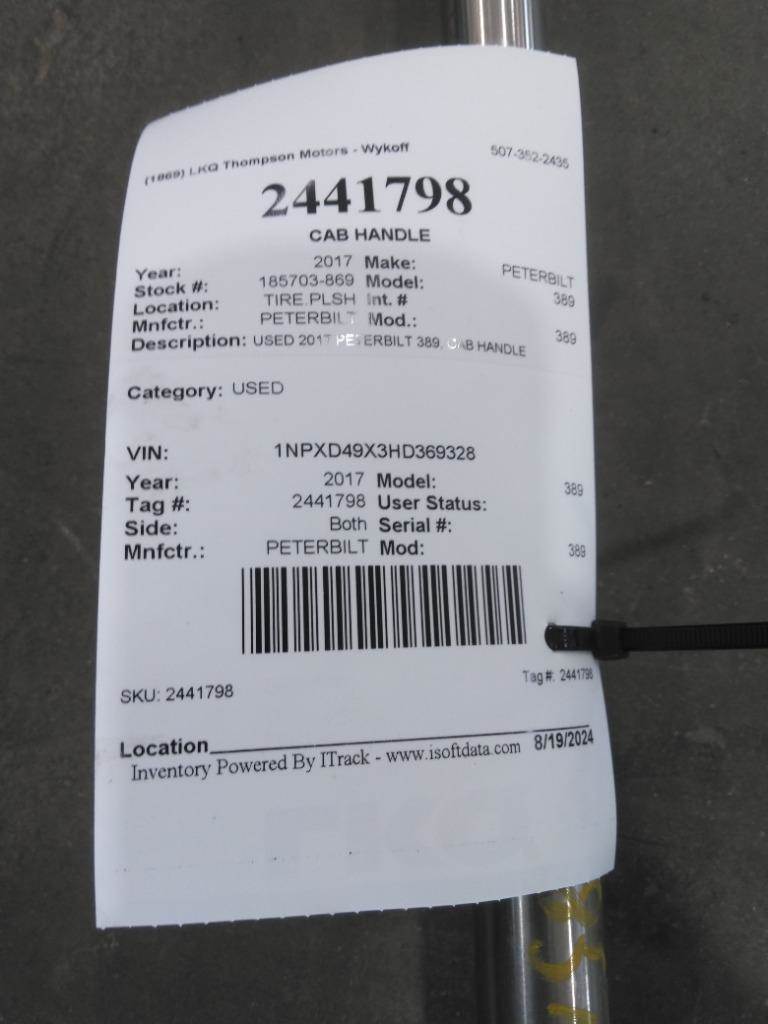 (1869) LKQ Thompson Motors - Wykoff 507-352-2435
2441798
CAB HANDLE
Year: 2017 Make: PETERBILT
Stock #: 185703-869 Model: 389
Location: TIRE.PLSH Int. #
Mnfctr.: PETERBILT Mod.: 389
Description: USED 2017 PETERBILT 389, CAB HANDLE
Category: USED
VIN: 1NPXD49X3HD369328
Year: 2017 Model: 389
Tag #: 2441798 User Status:
Side: Both Serial #:
Mnfctr.: PETERBILT Mod: 389
SKU: 2441798 Tag#: 2441798
Location
Inventory Powered By ITrack - www.isoftdata.com 8/19/2024